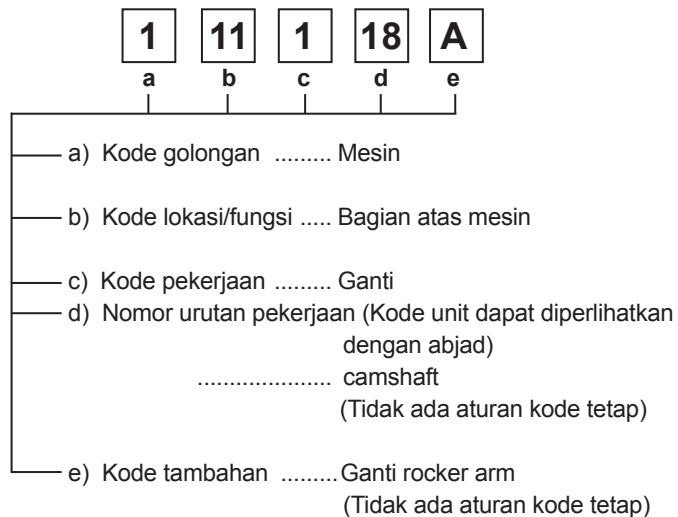 1 11 1 18 A
a b c d e
a) Kode golongan ......... Mesin
b) Kode lokasi/fungsi ..... Bagian atas mesin
c) Kode pekerjaan ......... Ganti
d) Nomor urutan pekerjaan (Kode unit dapat diperlihatkan
dengan abjad)
..................... camshaft
(Tidak ada aturan kode tetap)
e) Kode tambahan .........Ganti rocker arm
(Tidak ada aturan kode tetap)